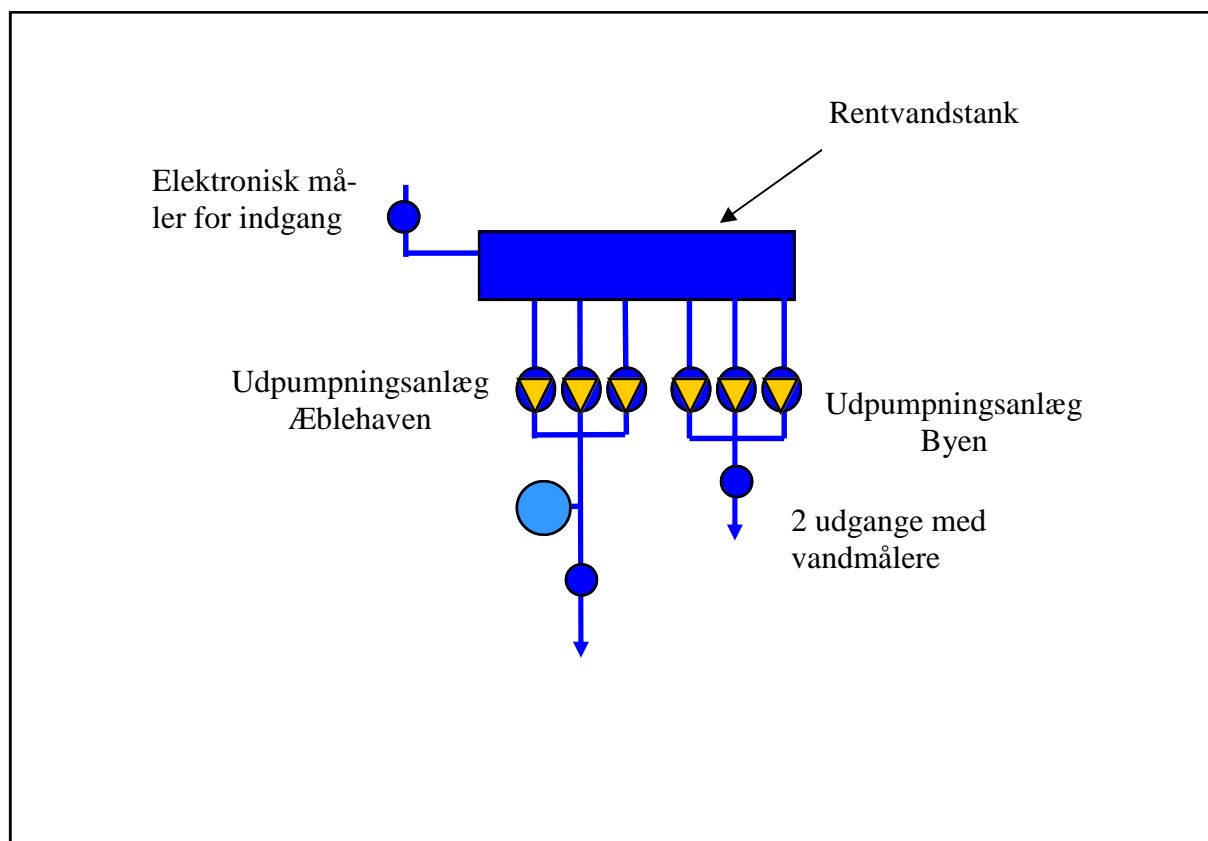 Rentvandstank
Elektronisk må-
ler for indgang
Udpumpningsanlæg
Æblehaven
Udpumpningsanlæg
Byen
2 udgange med
vandmålere